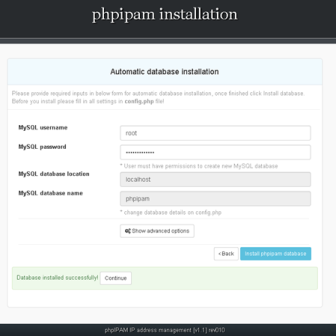 phpipam installation
Automatic database installation
Please provide required inputs in below form for automatic database installation, once finished click Install database
Before you install please fill in all settings in config.php file!
MySQL username
root
MySQL password
* User must have permissions to create new MySQL database
MySQL database location
localhost
MySQL database name
phpipam
* change database details on config.php
Show advanced options
Back
Install phpipam database
Database installed successfully!
Continue
phpIPAM IP address management [v1.1] rev010